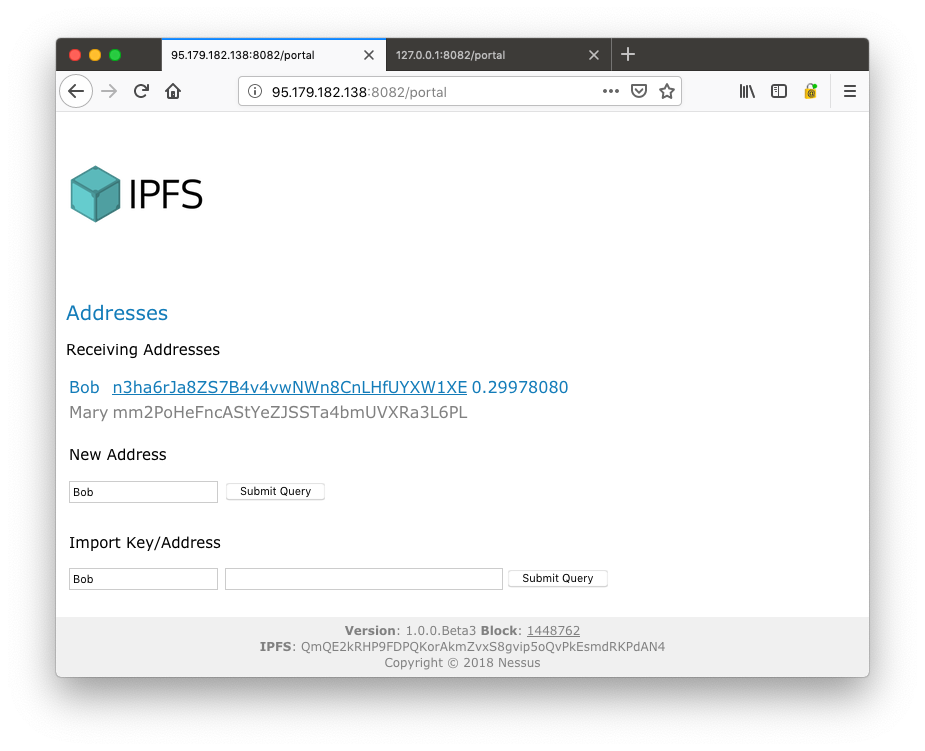 95.179.182.138:8082/portal
127.0.0.1:8082/portal
95.179.182.138:8082/portal
IPFS
Addresses
Receiving Addresses
Bob n3ha6rJa8ZS7B4v4vwNWn8CnLHfUYXW1XE 0.29978080
Mary mm2PoHeFncAStYeZJSSTa4bmUVXRa3L6PL
New Address
Bob Submit Query
Import Key/Address
Bob Submit Query
Version: 1.0.0.Beta3 Block: 1448762
IPFS: QmQE2kRHP9FDPQKorAkmZvxS8gvip5oQvPkEsmdRKPdAN4
Copyright © 2018 Nessus